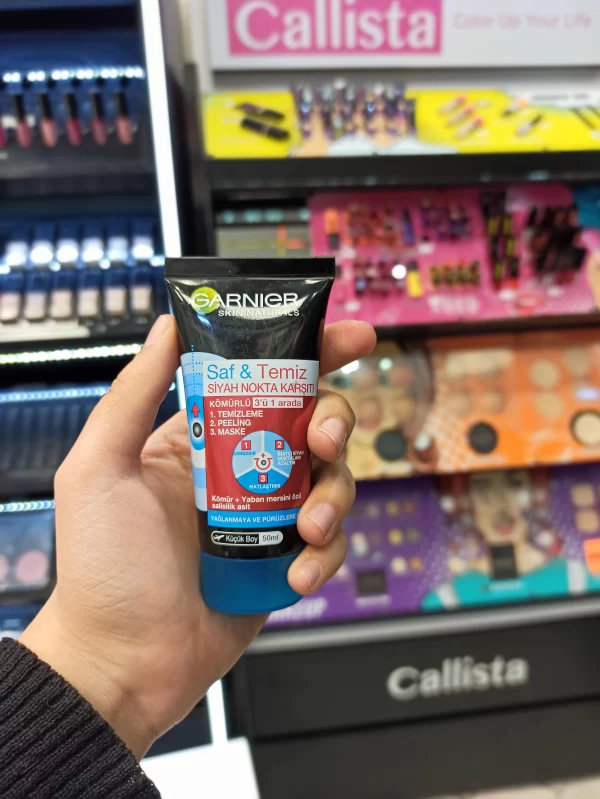 Callista
Color Up Your Life
GARNIER
SKIN NATURALS
Saf & Temiz
SİYAH NOKTA KARŞITI
KÖMÜRLÜ 3'ü 1 arada
1. TEMİZLEME
2. PEELİNG
3. MASKE
1
2
3
MATLAŞTIRIR
Kömür + Yaban mersini özü
salisilik asit
YAĞLANMAYA VE PÜRÜZLERE
Küçük Boy 50ml
Callista